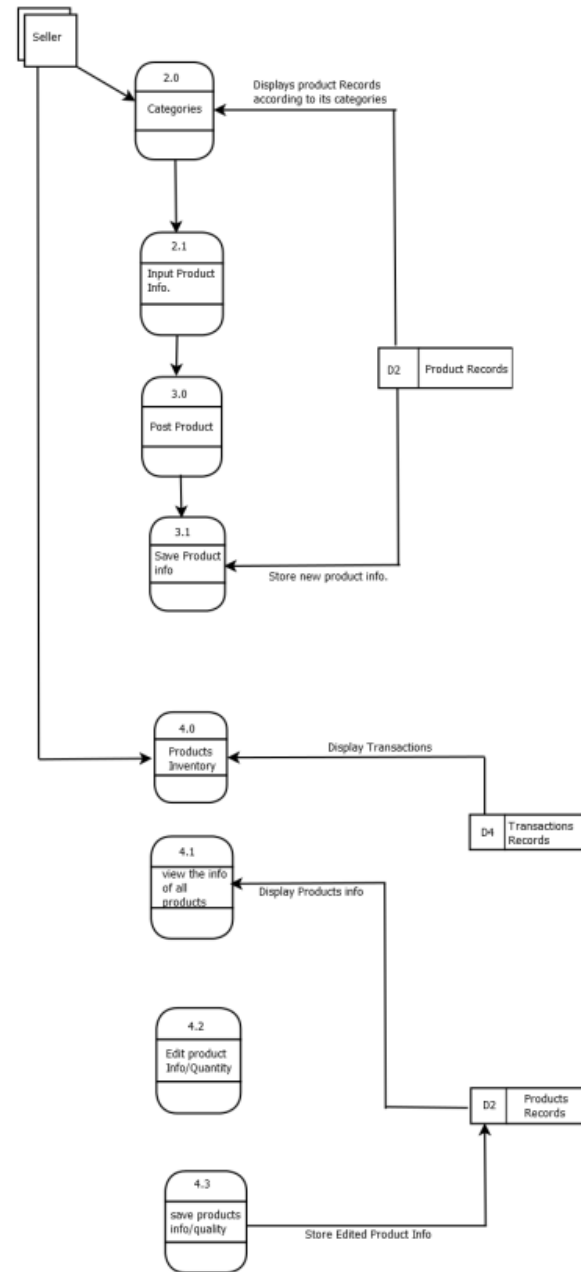 Seller
2.0
Categories
Displays product Records
according to its categories
2.1
Input Product
Info.
D2
Product Records
3.0
Post Product
3.1
Save Product
info
Store new product info.
4.0
Products
Inventory
Display Transactions
D4
Transactions
Records
4.1
view the info
of all
products
Display Products info
4.2
Edit product
Info/Quantity
D2
Products
Records
4.3
save products
info/quality
Store Edited Product Info